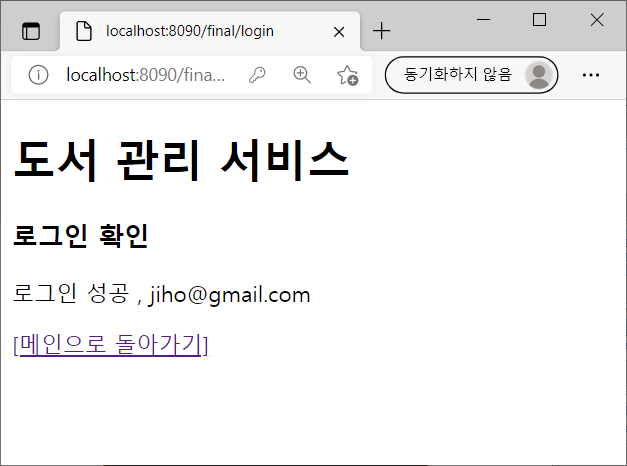 localhost:8090/final/login
localhost:8090/fina...
동기화하지 않음
도서 관리 서비스
로그인 확인
로그인 성공 , jiho@gmail.com
[메인으로 돌아가기]